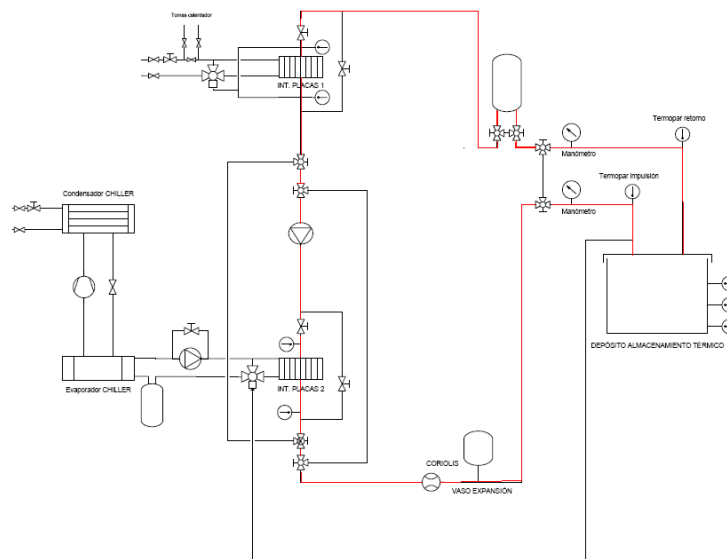 Tomas calentador
INT. PLACAS 1
Termopar retorno
Manómetro
Termopar impulsión
Condensador CHILLER
Manómetro
DEPÓSITO ALMACENAMIENTO TÉRMICO
Evaporador CHILLER
INT. PLACAS 2
CORIOLIS
VASO EXPANSIÓN